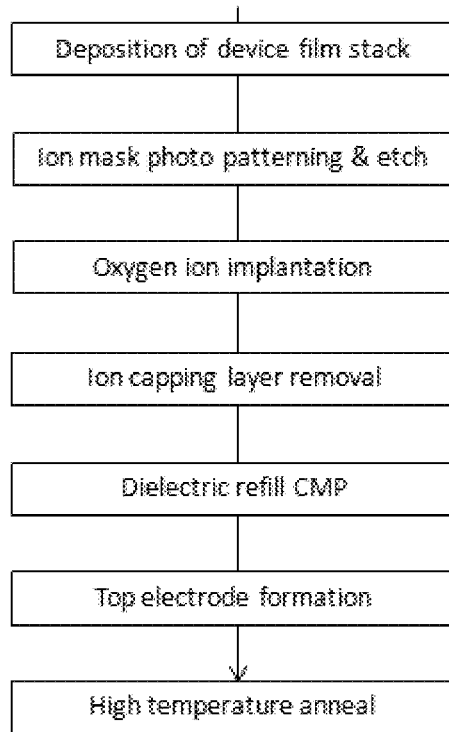 Deposition of device film stack
Ion mask photo patterning & etch
Oxygen ion implantation
Ion capping layer removal
Dielectric refill CMP
Top electrode formation
High temperature anneal